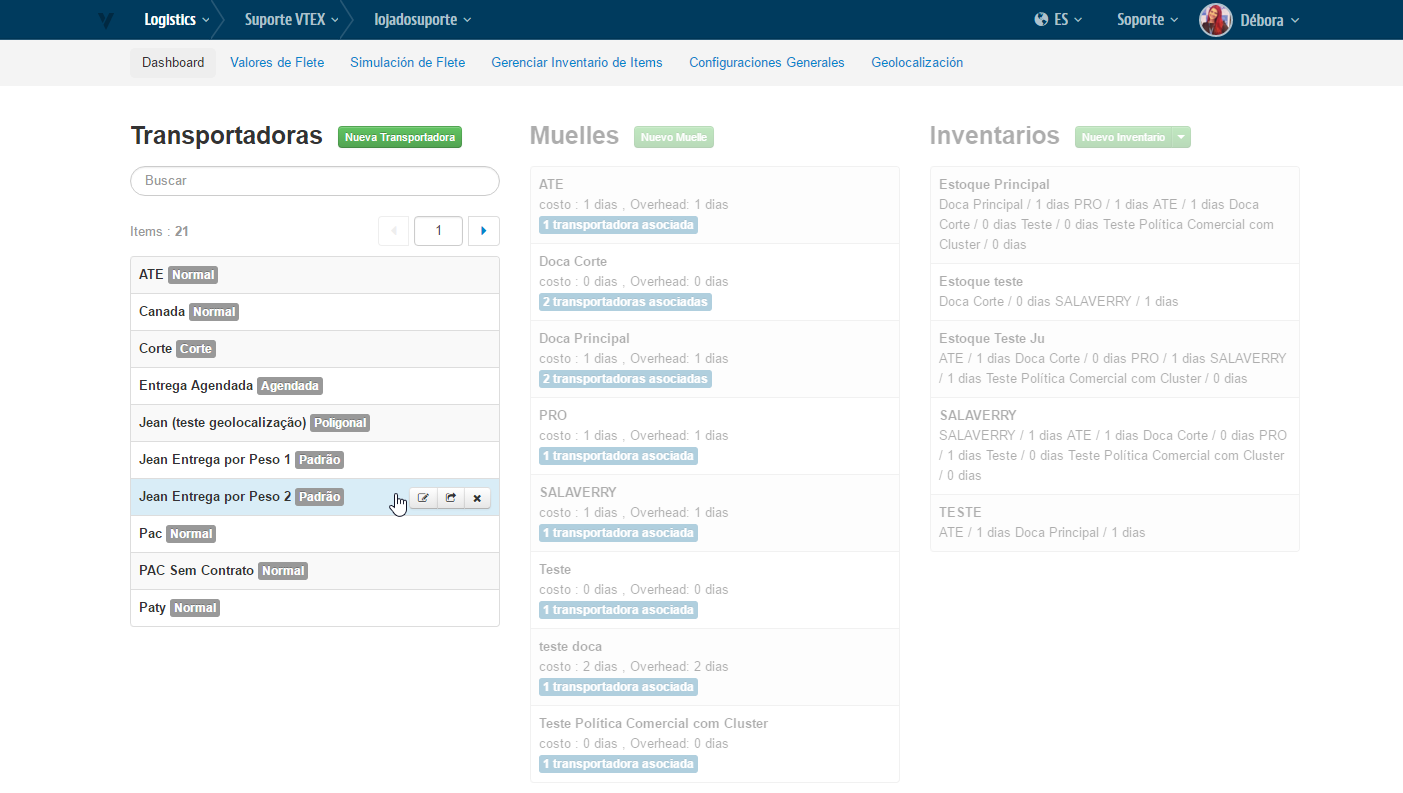 Logistics
Suporte VTEX
lojadosuporte
ES
Soporte
Débora
Dashboard
Valores de Flete
Simulación de Flete
Gerenciar Inventario de Items
Configuraciones Generales
Geolocalización
Transportadoras
Nueva Transportadora
Buscar
Items : 21
1
ATE Normal
Canada Normal
Corte Corte
Entrega Agendada Agendada
Jean (teste geolocalização) Poligonal
Jean Entrega por Peso 1 Padrão
Jean Entrega por Peso 2 Padrão
Pac Normal
PAC Sem Contrato Normal
Paty Normal
Muelles
Nuevo Muelle
ATE
costo : 1 dias , Overhead: 1 dias
1 transportadora asociada
Doca Corte
costo : 0 dias , Overhead: 0 dias
2 transportadoras asociadas
Doca Principal
costo : 1 dias , Overhead: 1 dias
2 transportadoras asociadas
PRO
costo : 1 dias , Overhead: 1 dias
1 transportadora asociada
SALAVERRY
costo : 1 dias , Overhead: 1 dias
1 transportadora asociada
Teste
costo : 0 dias , Overhead: 0 dias
1 transportadora asociada
teste doca
costo : 2 dias , Overhead: 2 dias
1 transportadora asociada
Teste Politica Comercial com Cluster
costo : 0 dias , Overhead: 0 dias
1 transportadora asociada
Inventarios
Nuevo Inventario
Estoque Principal
Doca Principal / 1 dias PRO / 1 dias ATE / 1 dias Doca
Corte / 0 dias Teste / 0 dias Teste Política Comercial com
Cluster / 0 dias
Estoque teste
Doca Corte / 0 dias SALAVERRY / 1 dias
Estoque Teste Ju
ATE / 1 dias Doca Corte / 0 dias PRO / 1 dias SALAVERRY
/ 1 dias Teste Política Comercial com Cluster / 0 dias
SALAVERRY
SALAVERRY / 1 dias ATE / 1 dias Doca Corte / 0 dias PRO
/ 1 dias Teste / 0 dias Teste Política Comercial com Cluster
/ 0 dias
TESTE
ATE / 1 dias Doca Principal / 1 dias